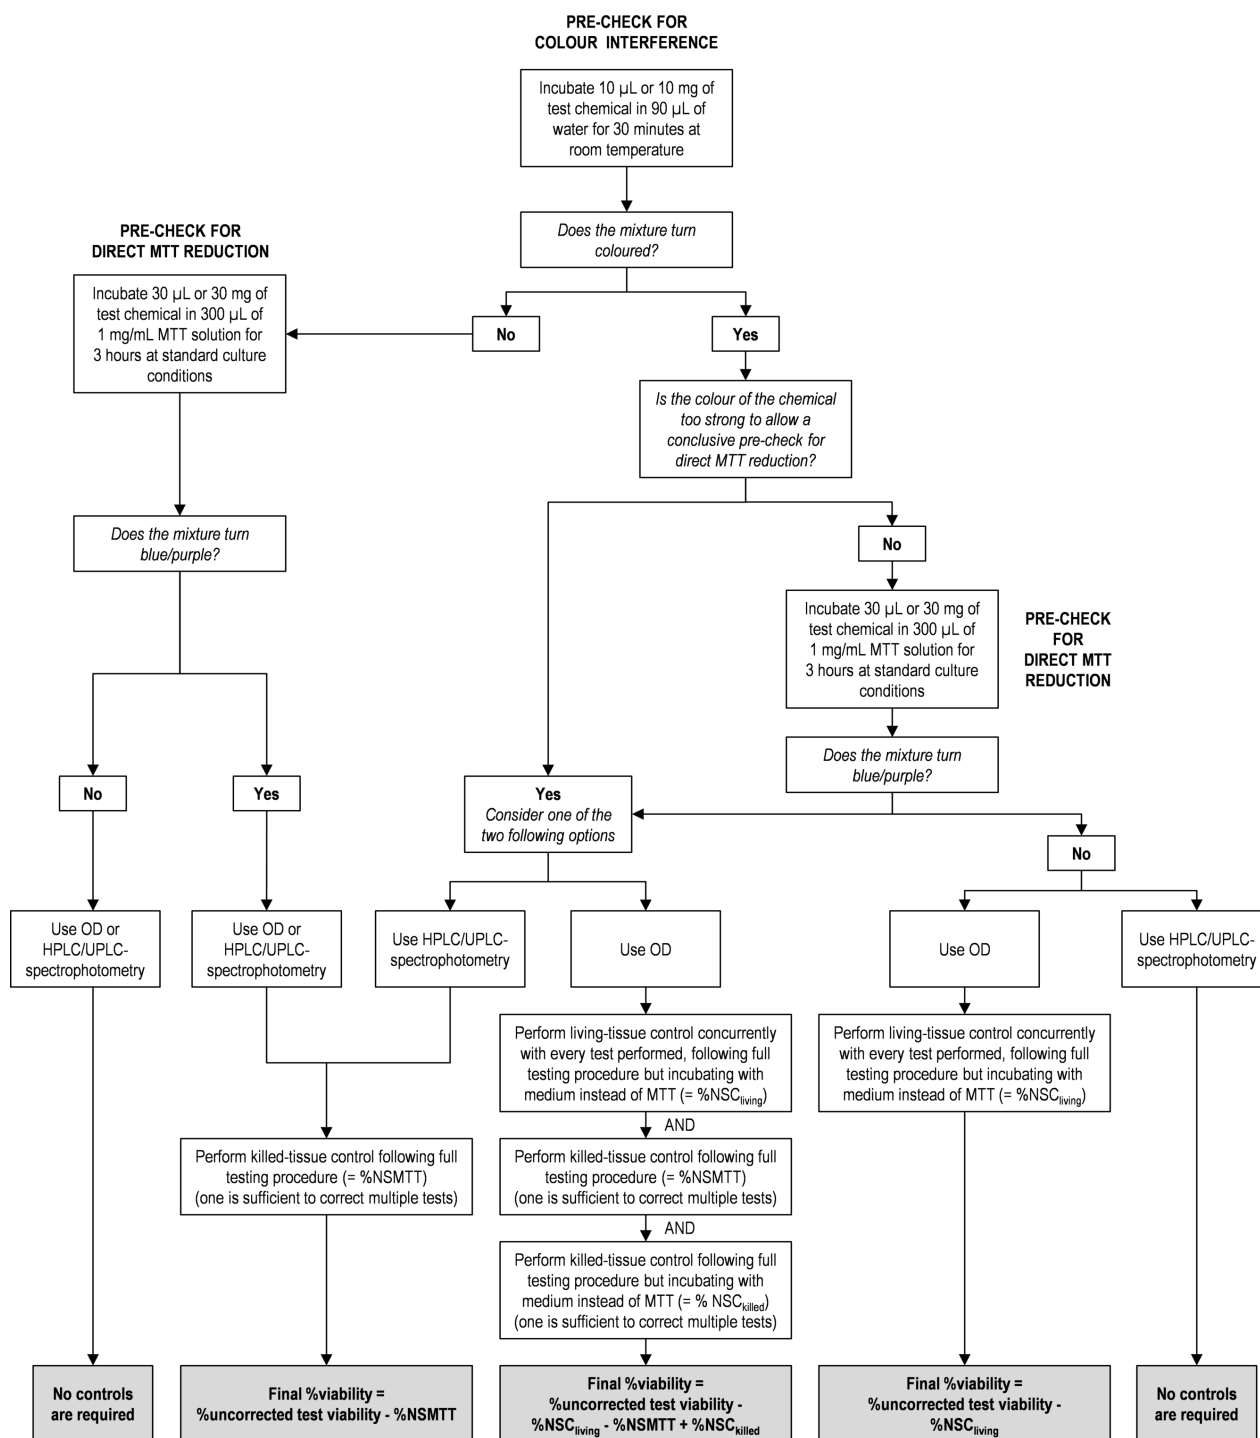 PRE-CHECK FOR
COLOUR INTERFERENCE
Incubate 10 µL or 10 mg of
test chemical in 90 µL of
water for 30 minutes at
room temperature
Does the mixture turn
coloured?
PRE-CHECK FOR
DIRECT MTT REDUCTION
Incubate 30 µL or 30 mg of
test chemical in 300 µL of
1 mg/mL MTT solution for
3 hours at standard culture
conditions
No
Yes
Is the colour of the chemical
too strong to allow a
conclusive pre-check for
direct MTT reduction?
Does the mixture turn
blue/purple?
No
Incubate 30 µL or 30 mg of
test chemical in 300 µL of
1 mg/mL MTT solution for
3 hours at standard culture
conditions
PRE-CHECK
FOR
DIRECT MTT
REDUCTION
Does the mixture turn
blue/purple?
No
Yes
Yes
Consider one of the
two following options
No
Use OD or
HPLC/UPLC-
spectrophotometry
Use OD or
HPLC/UPLC-
spectrophotometry
Use HPLC/UPLC-
spectrophotometry
Use OD
Use OD
Use HPLC/UPLC-
spectrophotometry
Perform living-tissue control concurrently
with every test performed, following full
testing procedure but incubating with
medium instead of MTT (= %NSCliving)
Perform living-tissue control concurrently
with every test performed, following full
testing procedure but incubating with
medium instead of MTT (= %NSCliving)
AND
Perform killed-tissue control following full
testing procedure (= %NSMTT)
(one is sufficient to correct multiple tests)
Perform killed-tissue control following full
testing procedure (= %NSMTT)
(one is sufficient to correct multiple tests)
AND
Perform killed-tissue control following full
testing procedure but incubating with
medium instead of MTT (= % NSCkilled)
(one is sufficient to correct multiple tests)
No controls
are required
Final %viability =
%uncorrected test viability - %NSMTT
Final %viability =
%uncorrected test viability -
%NSCliving - %NSMTT + %NSCkilled
Final %viability =
%uncorrected test viability -
%NSCliving
No controls
are required